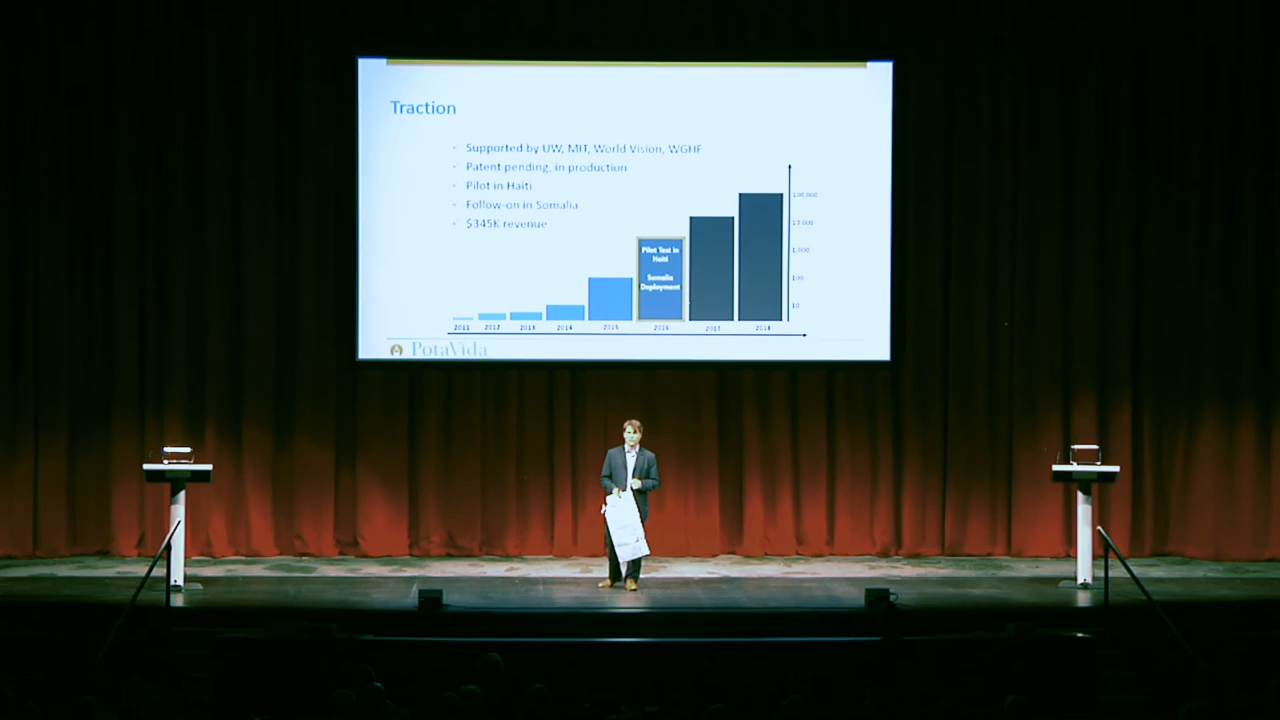 Traction
Supported by UW, MIT, World Vision, WGHF
Patent pending, in production
Pilot in Haiti
Follow-on in Somalia
$345K revenue
Pilot Test in
Haiti
Somalia
Deployment
100,000
10,000
1,000
100
10
2011 2012 2013 2014 2015 2016 2017 2018
PotaVida